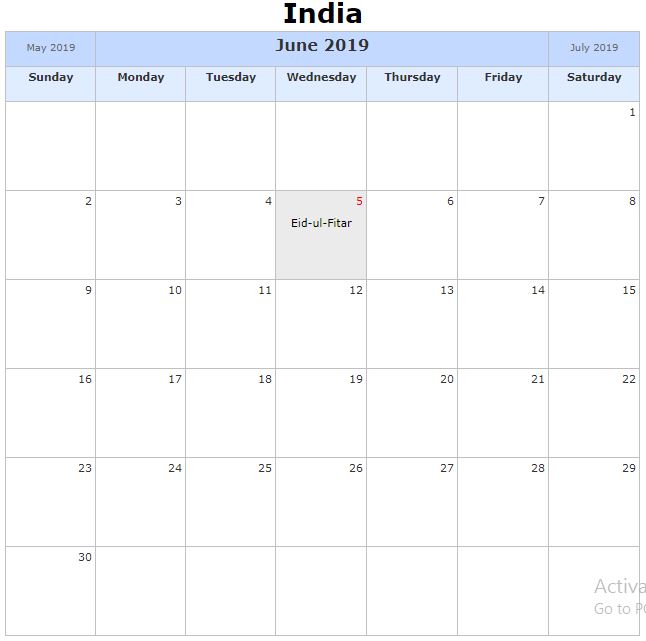 India
May 2019 June 2019 July 2019
Sunday Monday Tuesday Wednesday Thursday Friday Saturday
1
2 3 4 5 6 7 8
Eid-ul-Fitar
9 10 11 12 13 14 15
16 17 18 19 20 21 22
23 24 25 26 27 28 29
30
Activa
Go to PC